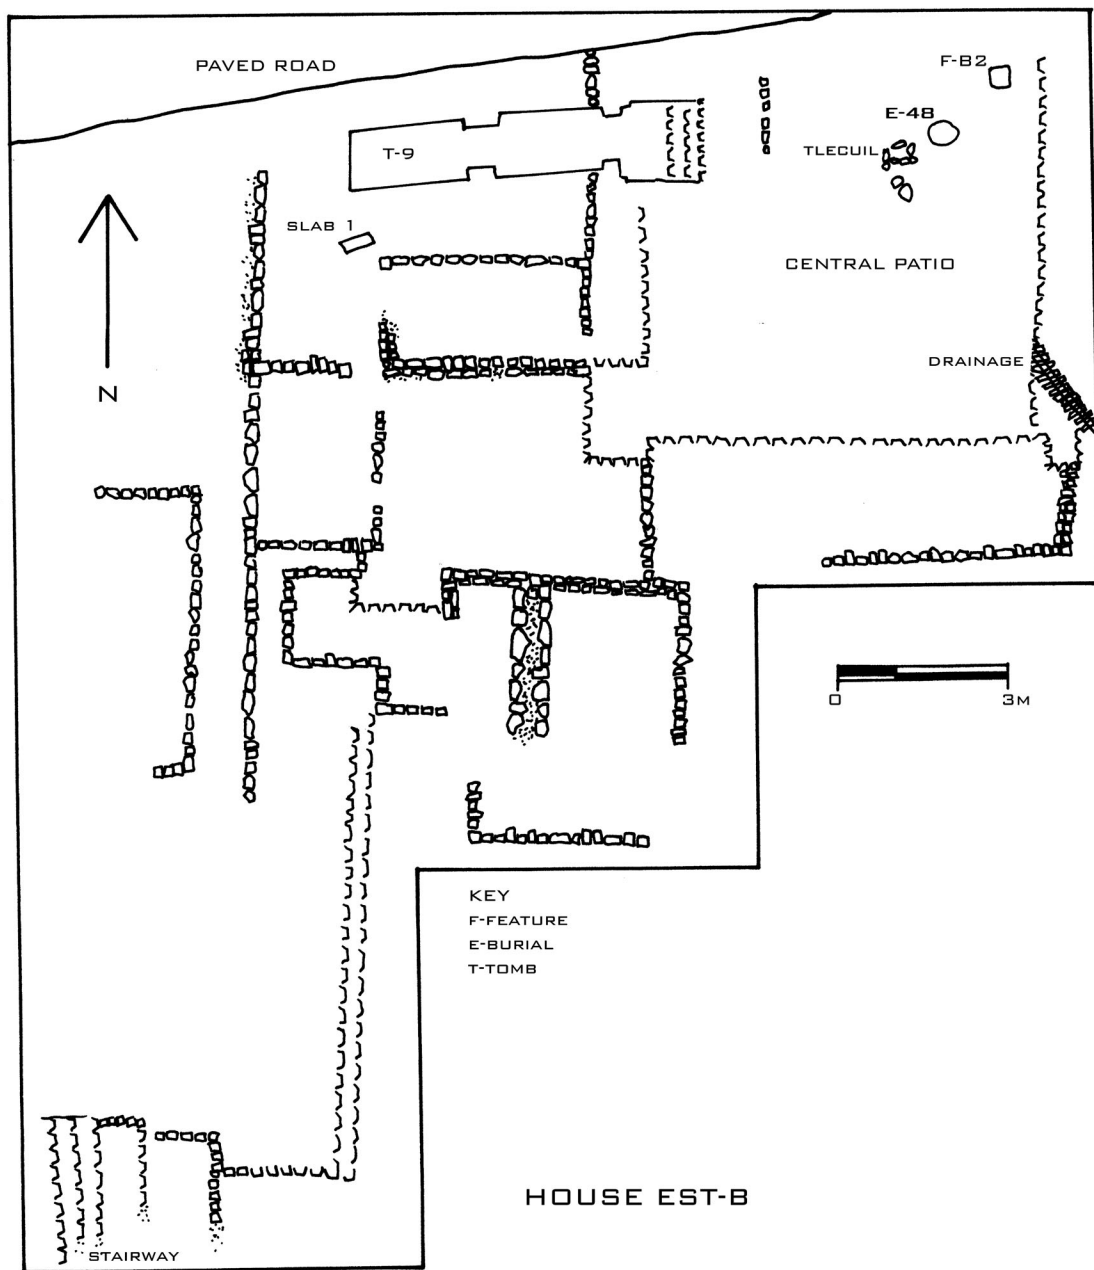 PAVED ROAD
F-82
E-48
TLECUIL
T-9
SLAB 1
CENTRAL PATIO
DRAINAGE
N
0 3M
KEY
F-FEATURE
E-BURIAL
T-TOMB
HOUSE EST-B
STAIRWAY